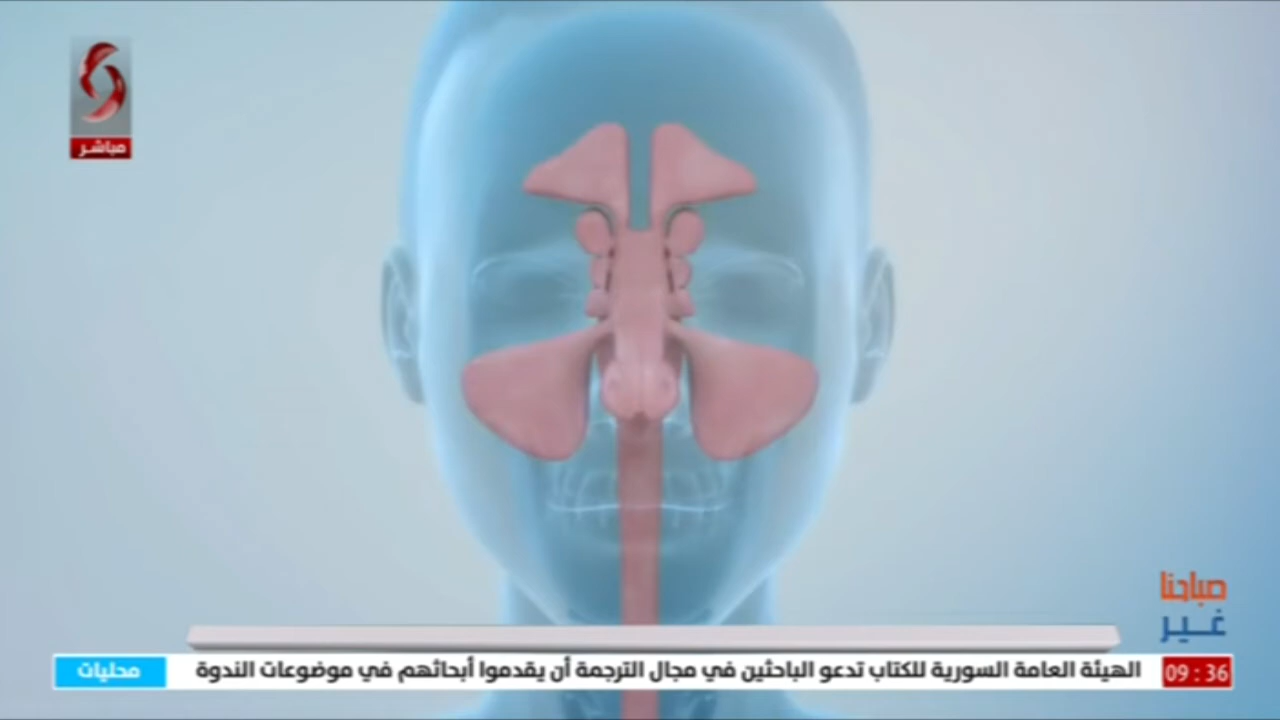 مباشر
صباحنا
غير
الهيئة العامة السورية للكتاب تدعو الباحثين في مجال الترجمة أن يقدموا أبحاثهم في موضوعات الندوة
محليات
09 : 36